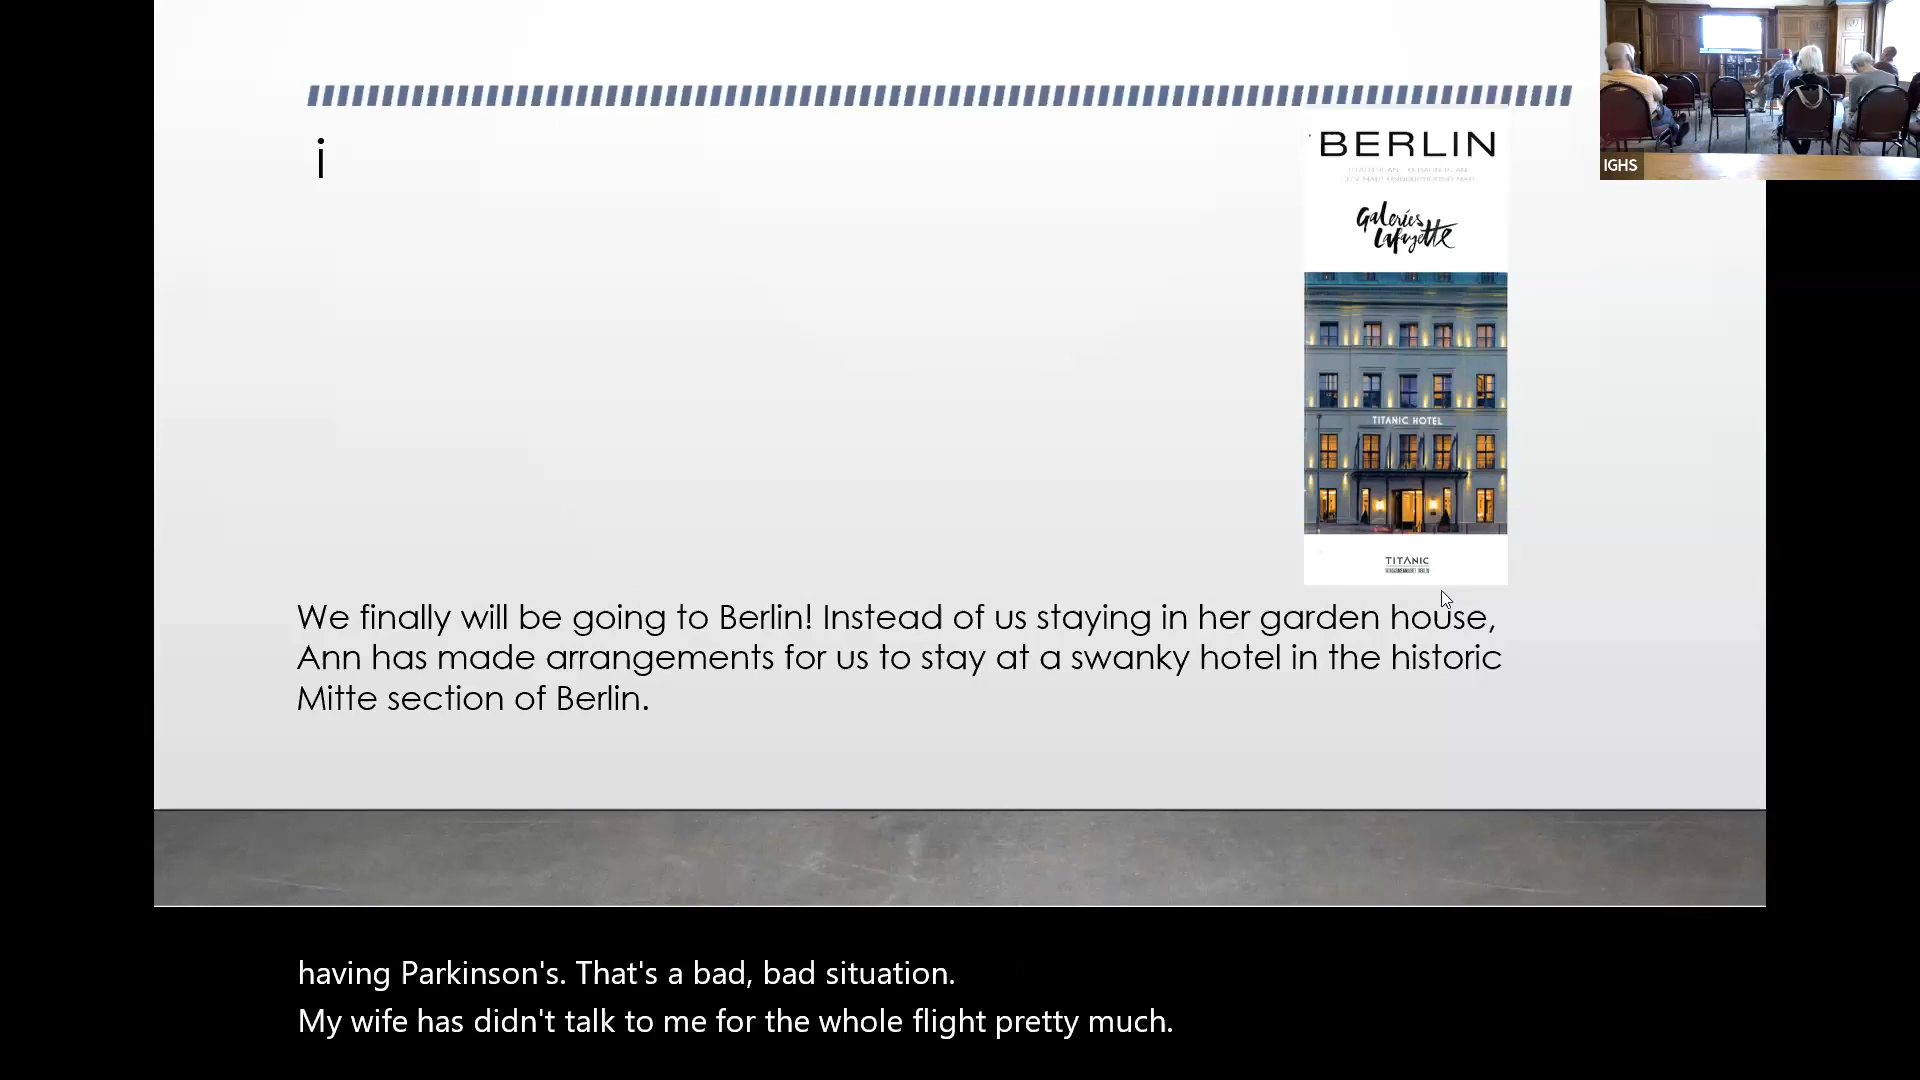 i
BERLIN
Galeries
Lafayette
TITANIC HOTEL
TITANIC
We finally will be going to Berlin! Instead of us staying in her garden house,
Ann has made arrangements for us to stay at a swanky hotel in the historic
Mitte section of Berlin.
IGHS
having Parkinson's. That's a bad, bad situation.
My wife has didn't talk to me for the whole flight pretty much.